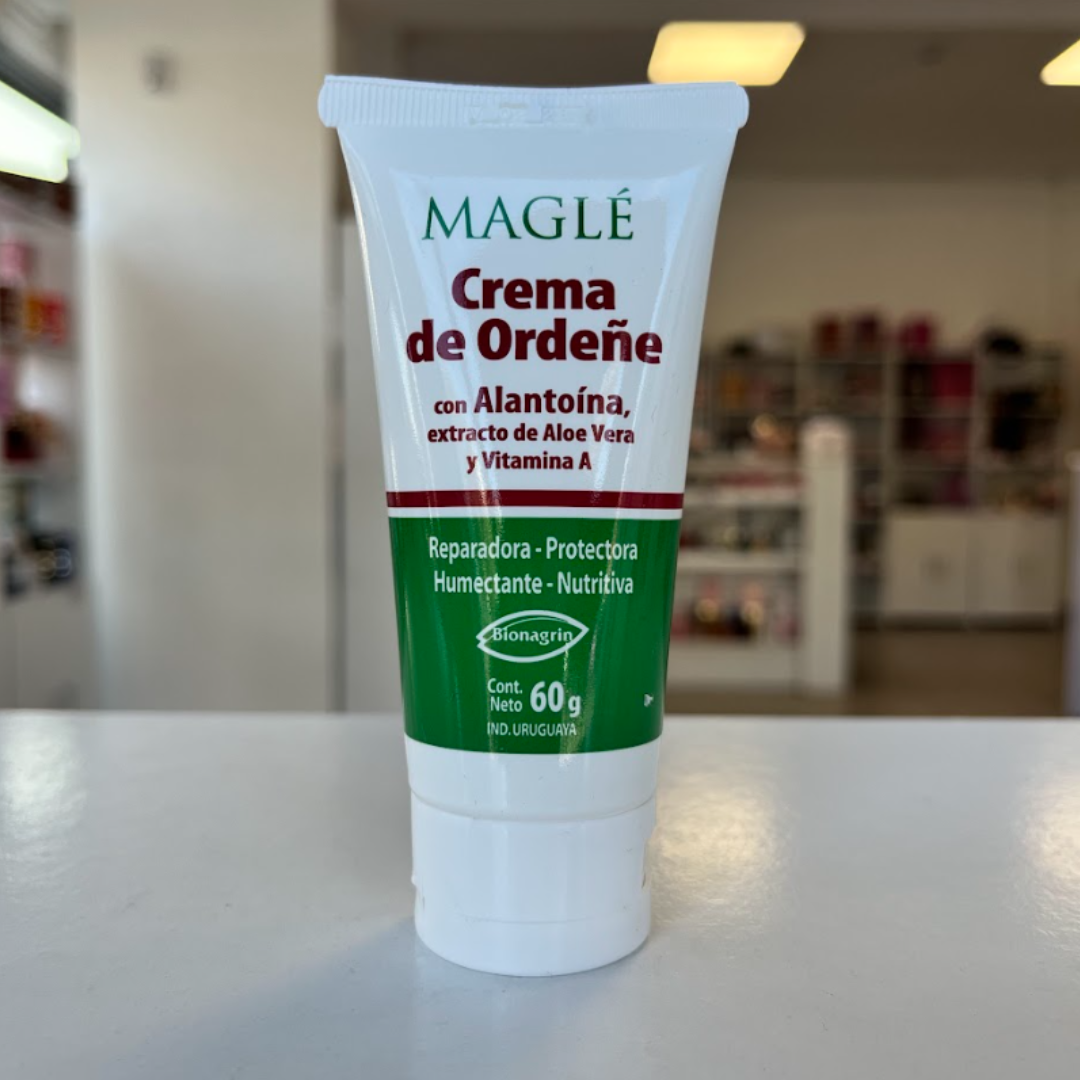 MAGLÉ
Crema
de Ordeñe
con Alantoína,
extracto de Aloe Vera
y Vitamina A
Reparadora - Protectora
Humectante - Nutritiva
Bionagrin
Cont.
Neto 60 g
IND. URUGUAYA